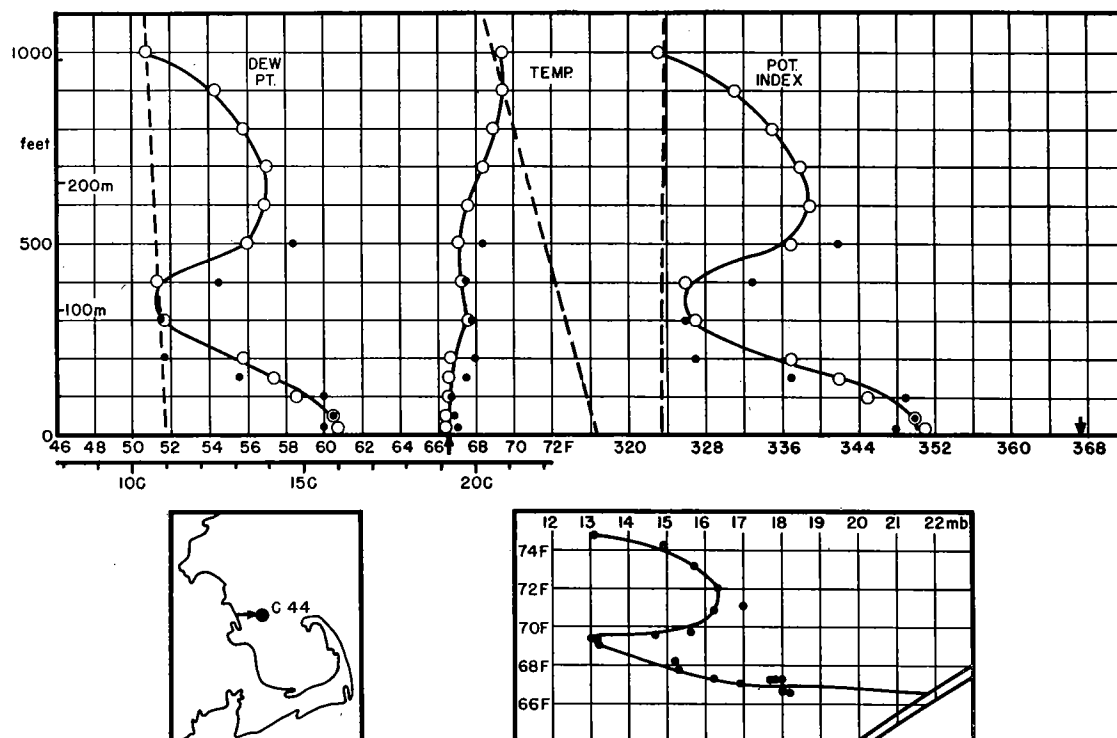 1000
feet
200m
500
100m
0
DEW
PT.
TEMP.
POT.
INDEX
46 48 50 52 54 56 58 60 62 64 66 68 70 72F 320 328 336 344 352 360 368
10C 15C 20C
C 44
12 13 14 15 16 17 18 19 20 21 22mb
74F
72F
70F
68F
66F